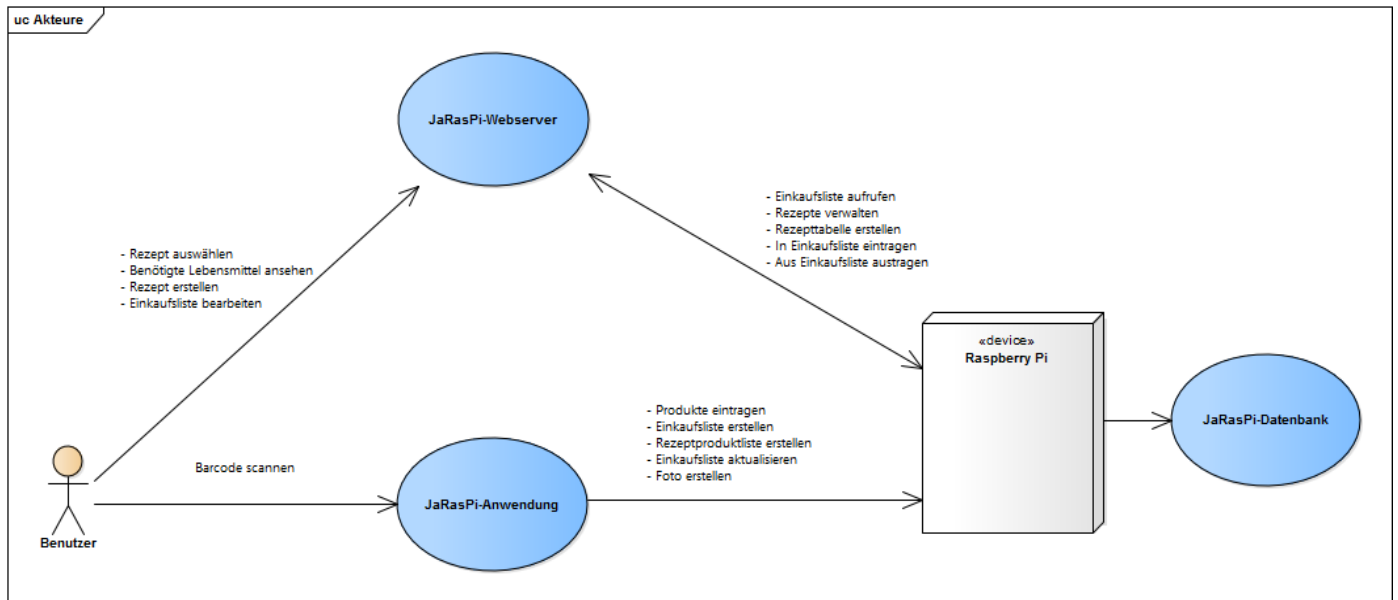 uc Akteure
JaRasPi-Webserver
- Einkaufsliste aufrufen
- Rezepte verwalten
- Rezepttabelle erstellen
- In Einkaufsliste eintragen
- Aus Einkaufsliste austragen
- Rezept auswählen
- Benötigte Lebensmittel ansehen
- Rezept erstellen
- Einkaufsliste bearbeiten
«device»
Raspberry Pi
JaRasPi-Datenbank
- Produkte eintragen
- Einkaufsliste erstellen
- Rezeptproduktliste erstellen
- Einkaufsliste aktualisieren
- Foto erstellen
Barcode scannen
JaRasPi-Anwendung
Benutzer